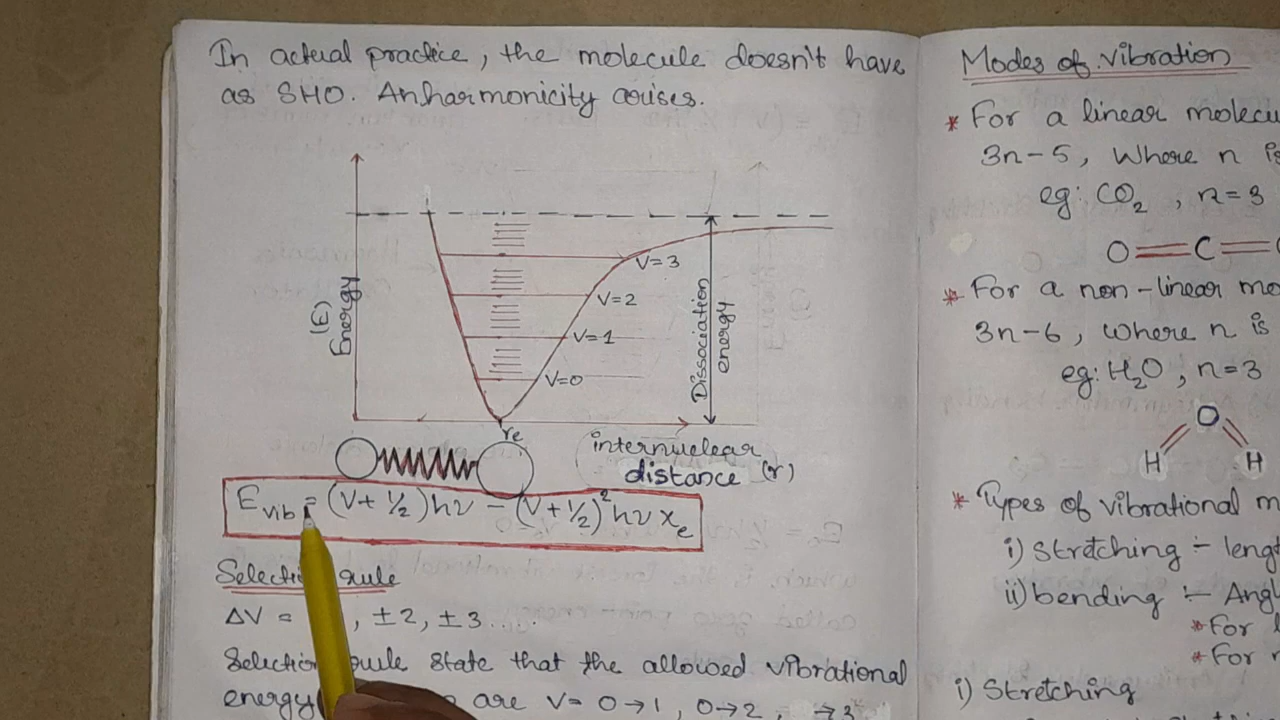 In actual practice, the molecule doesn't have
as SHO. Anharmonicity arises.
(E)
Energy
V=3
V=2
V=1
V=0
Dissociation
energy
re
internuclear
distance (r)
Evib = (V+ 1/2)hν - (V+1/2)² hν xe
Selection rule
ΔV = , ±2, ±3.....
Selection rule state that the allowed vibrational
energy are V= 0→1, 0→2, →3
Modes of vibration
* For a linear molecu
3n-5, Where n is
eg: CO2, n=3
O=C=
* For a non-linear mo
3n-6, where n is
eg: H2O, n=3
O
H H
* Types of vibrational m
i) Stretching :- lengt
ii) bending :- Angl
* For l
* For n
i) Stretching